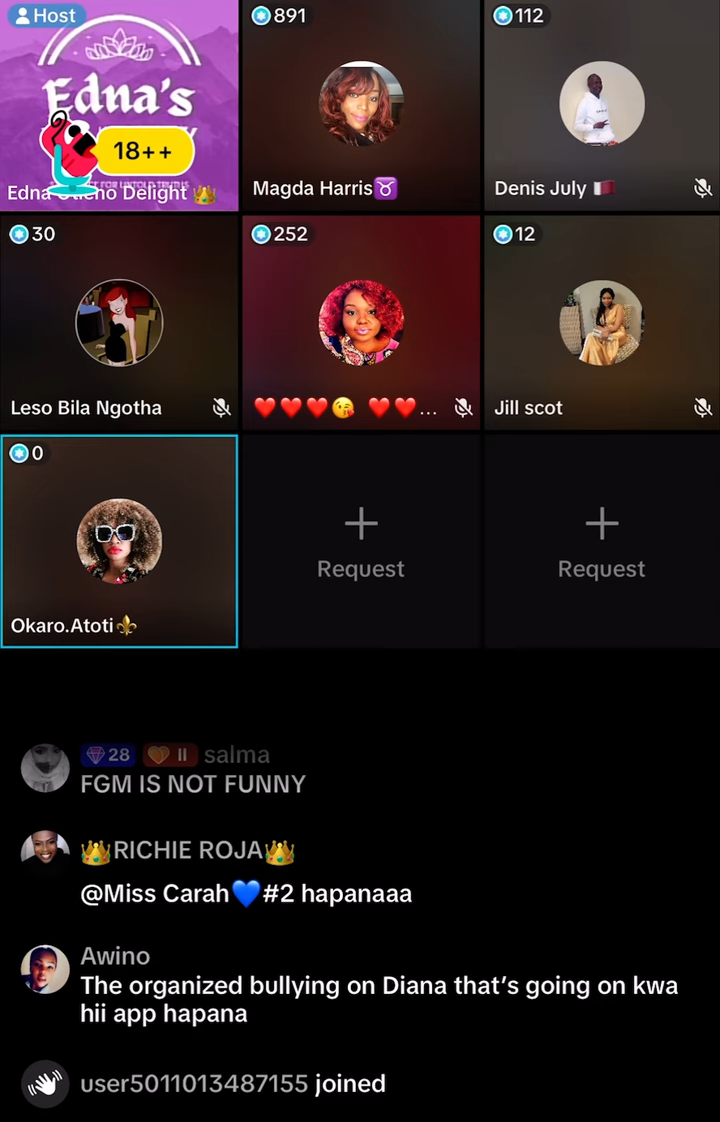 Host
Edna's
18++
Edna
Delight 👑
891
Magda Harris♉
112
Denis July 🇶🇦
30
Leso Bila Ngotha
252
❤️❤️❤️😘 ❤️❤️...
12
Jill scot
0
Okaro.Atoti⚜️
Request
Request
28 II salma
FGM IS NOT FUNNY
👑RICHIE ROJA👑
@Miss Carah💙#2 hapanaaa
Awino
The organized bullying on Diana that's going on kwa
hii app hapana
user5011013487155 joined